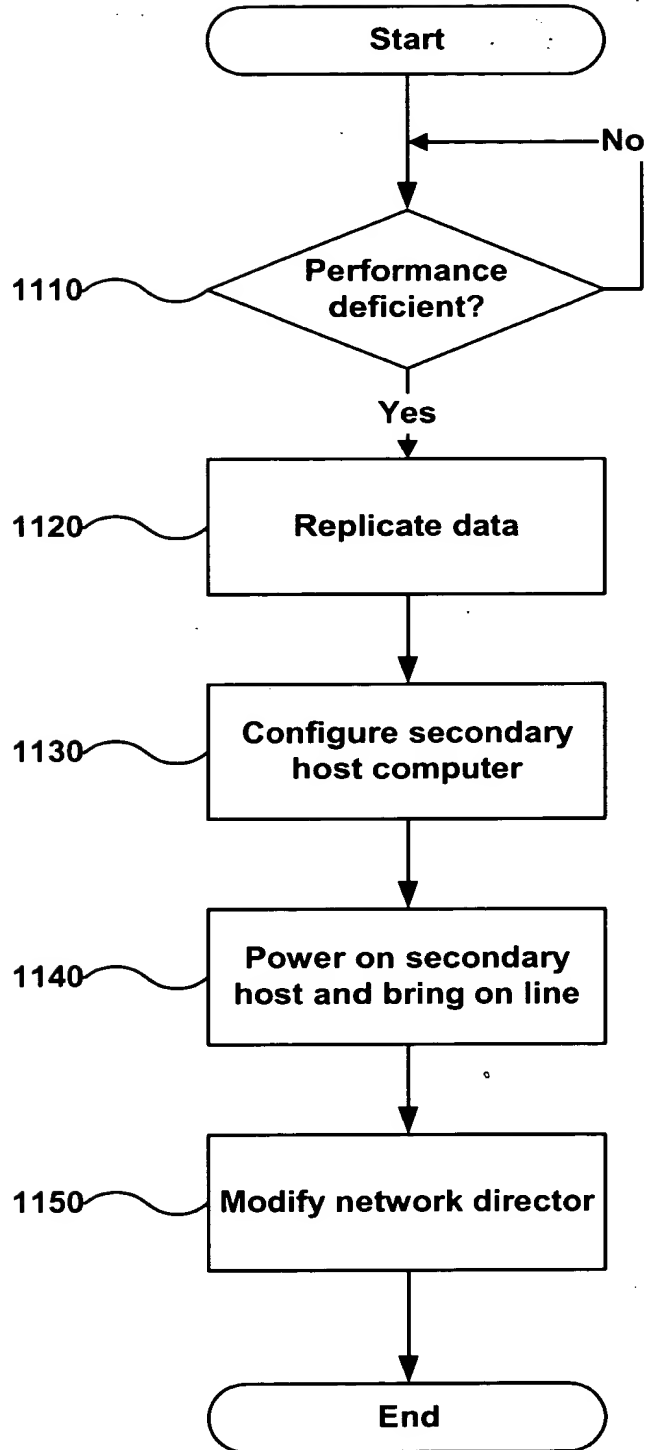 Start
No
1110
Performance
deficient?
Yes
1120
Replicate data
1130
Configure secondary
host computer
1140
Power on secondary
host and bring on line
1150
Modify network director
End